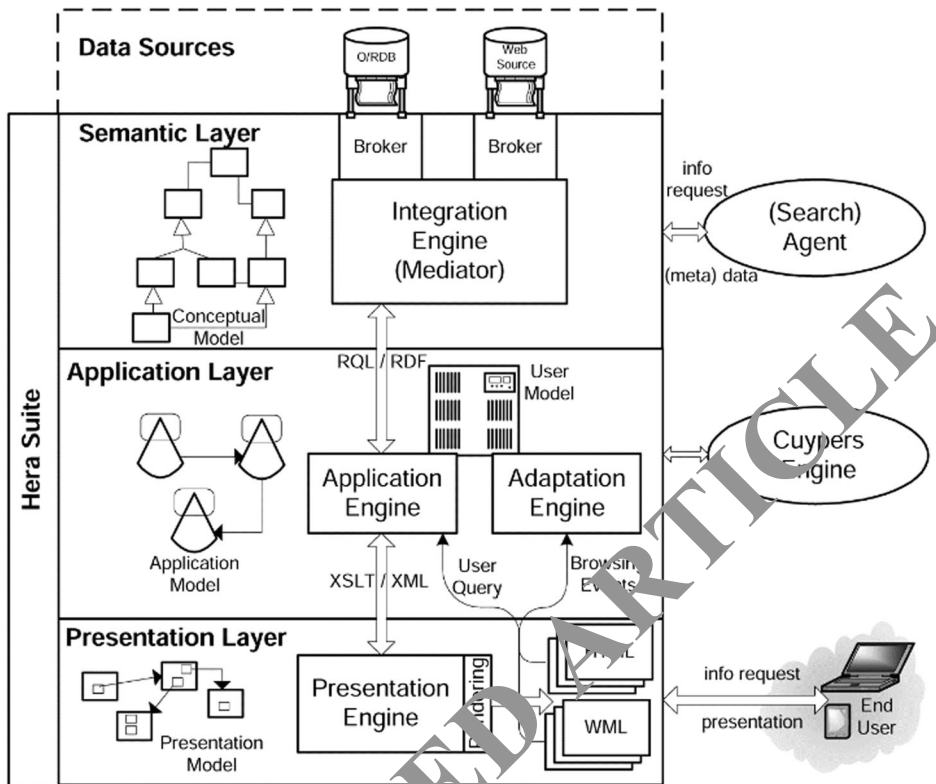 Data Sources
O/RDB
Web
Source
Semantic Layer
Broker
Broker
Integration
Engine
(Mediator)
Conceptual
Model
info
request
(Search)
Agent
(meta) data
Hera Suite
RQL / RDF
Application Layer
User
Model
Application
Engine
Adaptation
Engine
Cuypers
Engine
Application
Model
User
Query
Browsing
Events
XSLT / XML
Presentation Layer
Presentation
Engine
Presentation
Model
WML
info request
presentation
End
User
ED ARTICLE